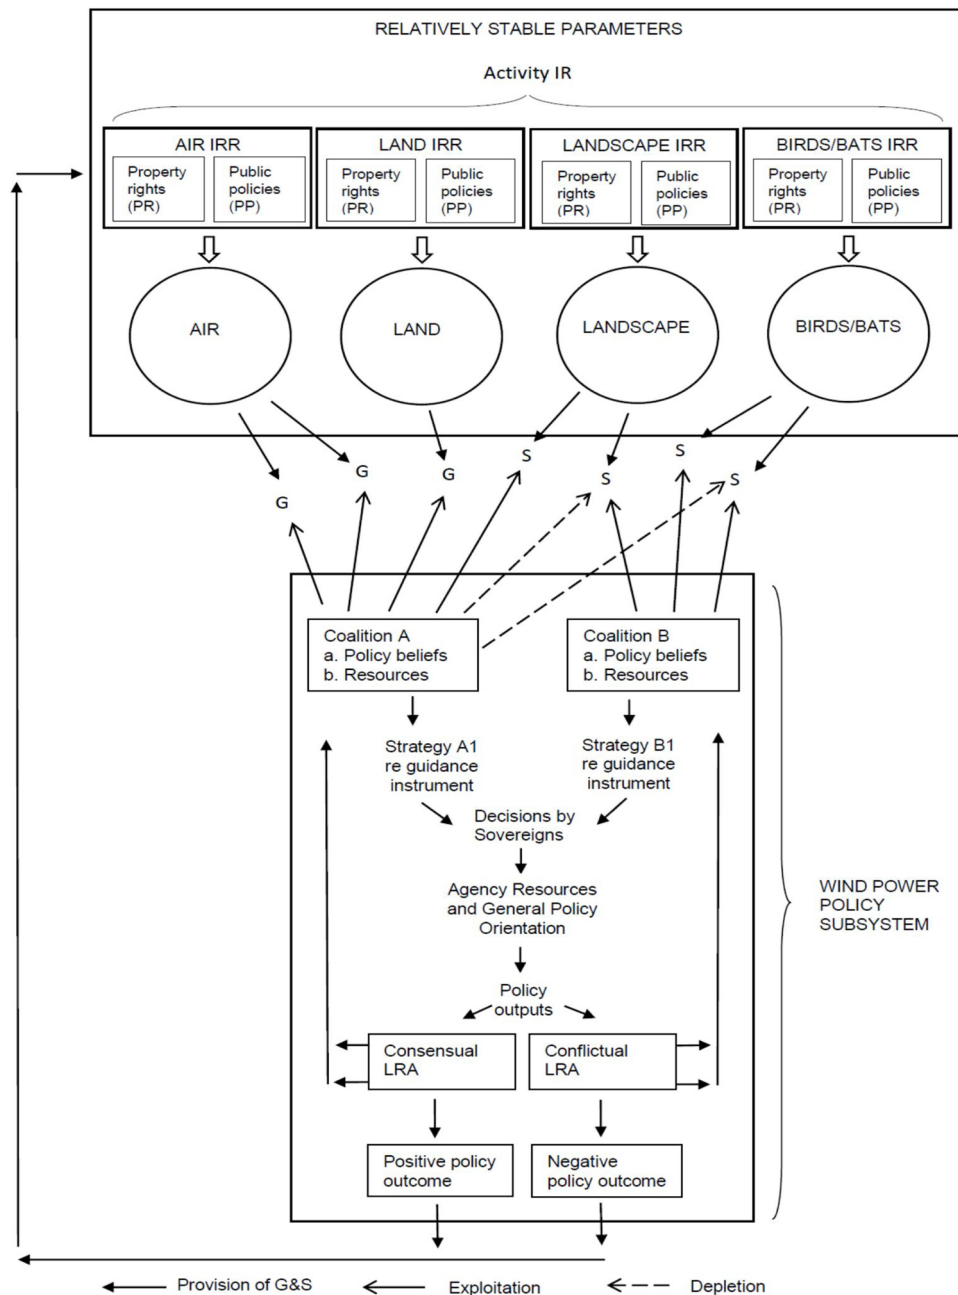 RELATIVELY STABLE PARAMETERS
Activity IR
AIR IRR
Property
rights
(PR)
Public
policies
(PP)
LAND IRR
Property
rights
(PR)
Public
policies
(PP)
LANDSCAPE IRR
Property
rights
(PR)
Public
policies
(PP)
BIRDS/BATS IRR
Property
rights
(PR)
Public
policies
(PP)
AIR
LAND
LANDSCAPE
BIRDS/BATS
G
G
G
S
S
S
S
Coalition A
a. Policy beliefs
b. Resources
Coalition B
a. Policy beliefs
b. Resources
Strategy A1
re guidance
instrument
Strategy B1
re guidance
instrument
Decisions by
Sovereigns
Agency Resources
and General Policy
Orientation
Policy
outputs
Consensual
LRA
Conflictual
LRA
Positive policy
outcome
Negative
policy outcome
WIND POWER
POLICY
SUBSYSTEM
Provision of G&S
Exploitation
Depletion